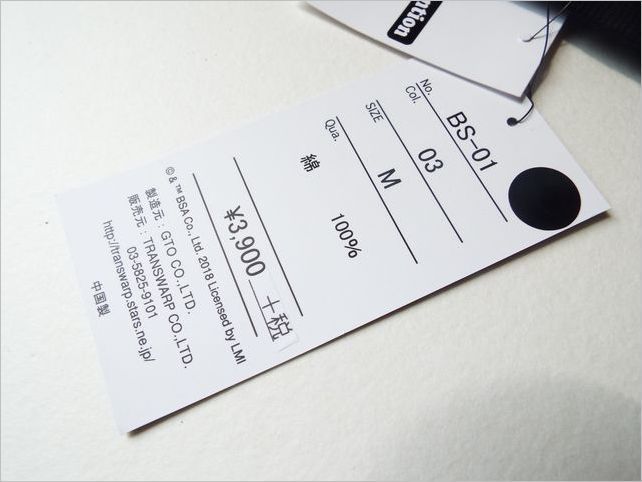 ntion
No. BS-01
Col. 03
SIZE M
Qua.
綿 100%
¥3,900 +税
© & ™ BSA Co., Ltd. 2018 Licensed by LMI
製造元：GTO CO.,LTD.
販売元：TRANSWARP CO.,LTD.
03-5825-9101
http://transwarp.stars.ne.jp/
中国製